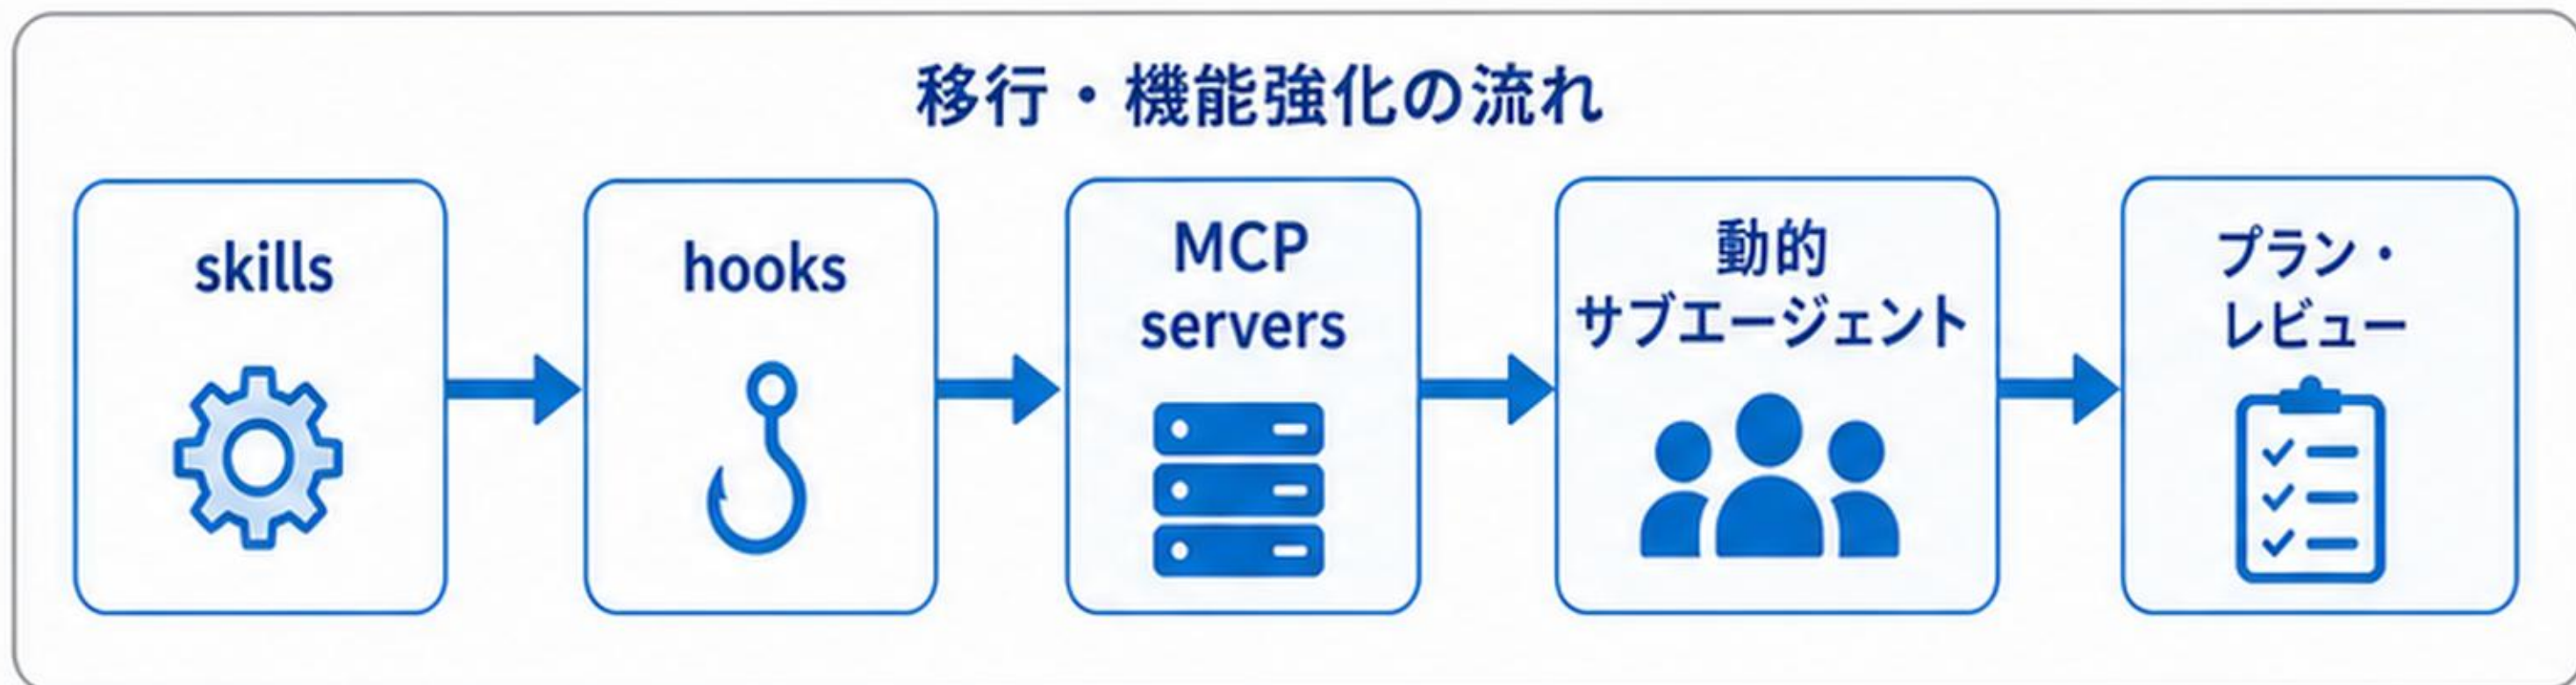 移行・機能強化の流れ
skills
hooks
MCP
servers
動的
サブエージェント
プラン・
レビュー